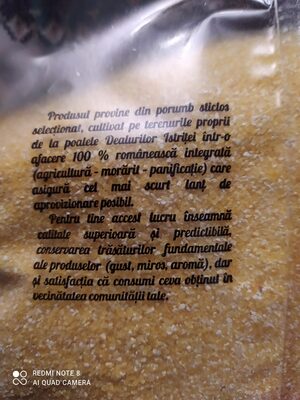 Produsul provine din porumb sticlos
selecționat, cultivat pe terenurile proprii
de la poalele Dealurilor Istriței într-o
afacere 100 % românească integrată
(agricultură - morărit - panificație) care
asigură cel mai scurt lanț de
aprovizionare posibil.
Pentru tine accest lucru înseamnă
calitate superioară și predictibilă,
conservarea trăsăturilor fundamentale
ale produselor (gust, miros, aromă), dar
și satisfacția că consumi ceva obținut în
vecinătatea comunității tale.
REDMI NOTE 8
AI QUAD CAMERA